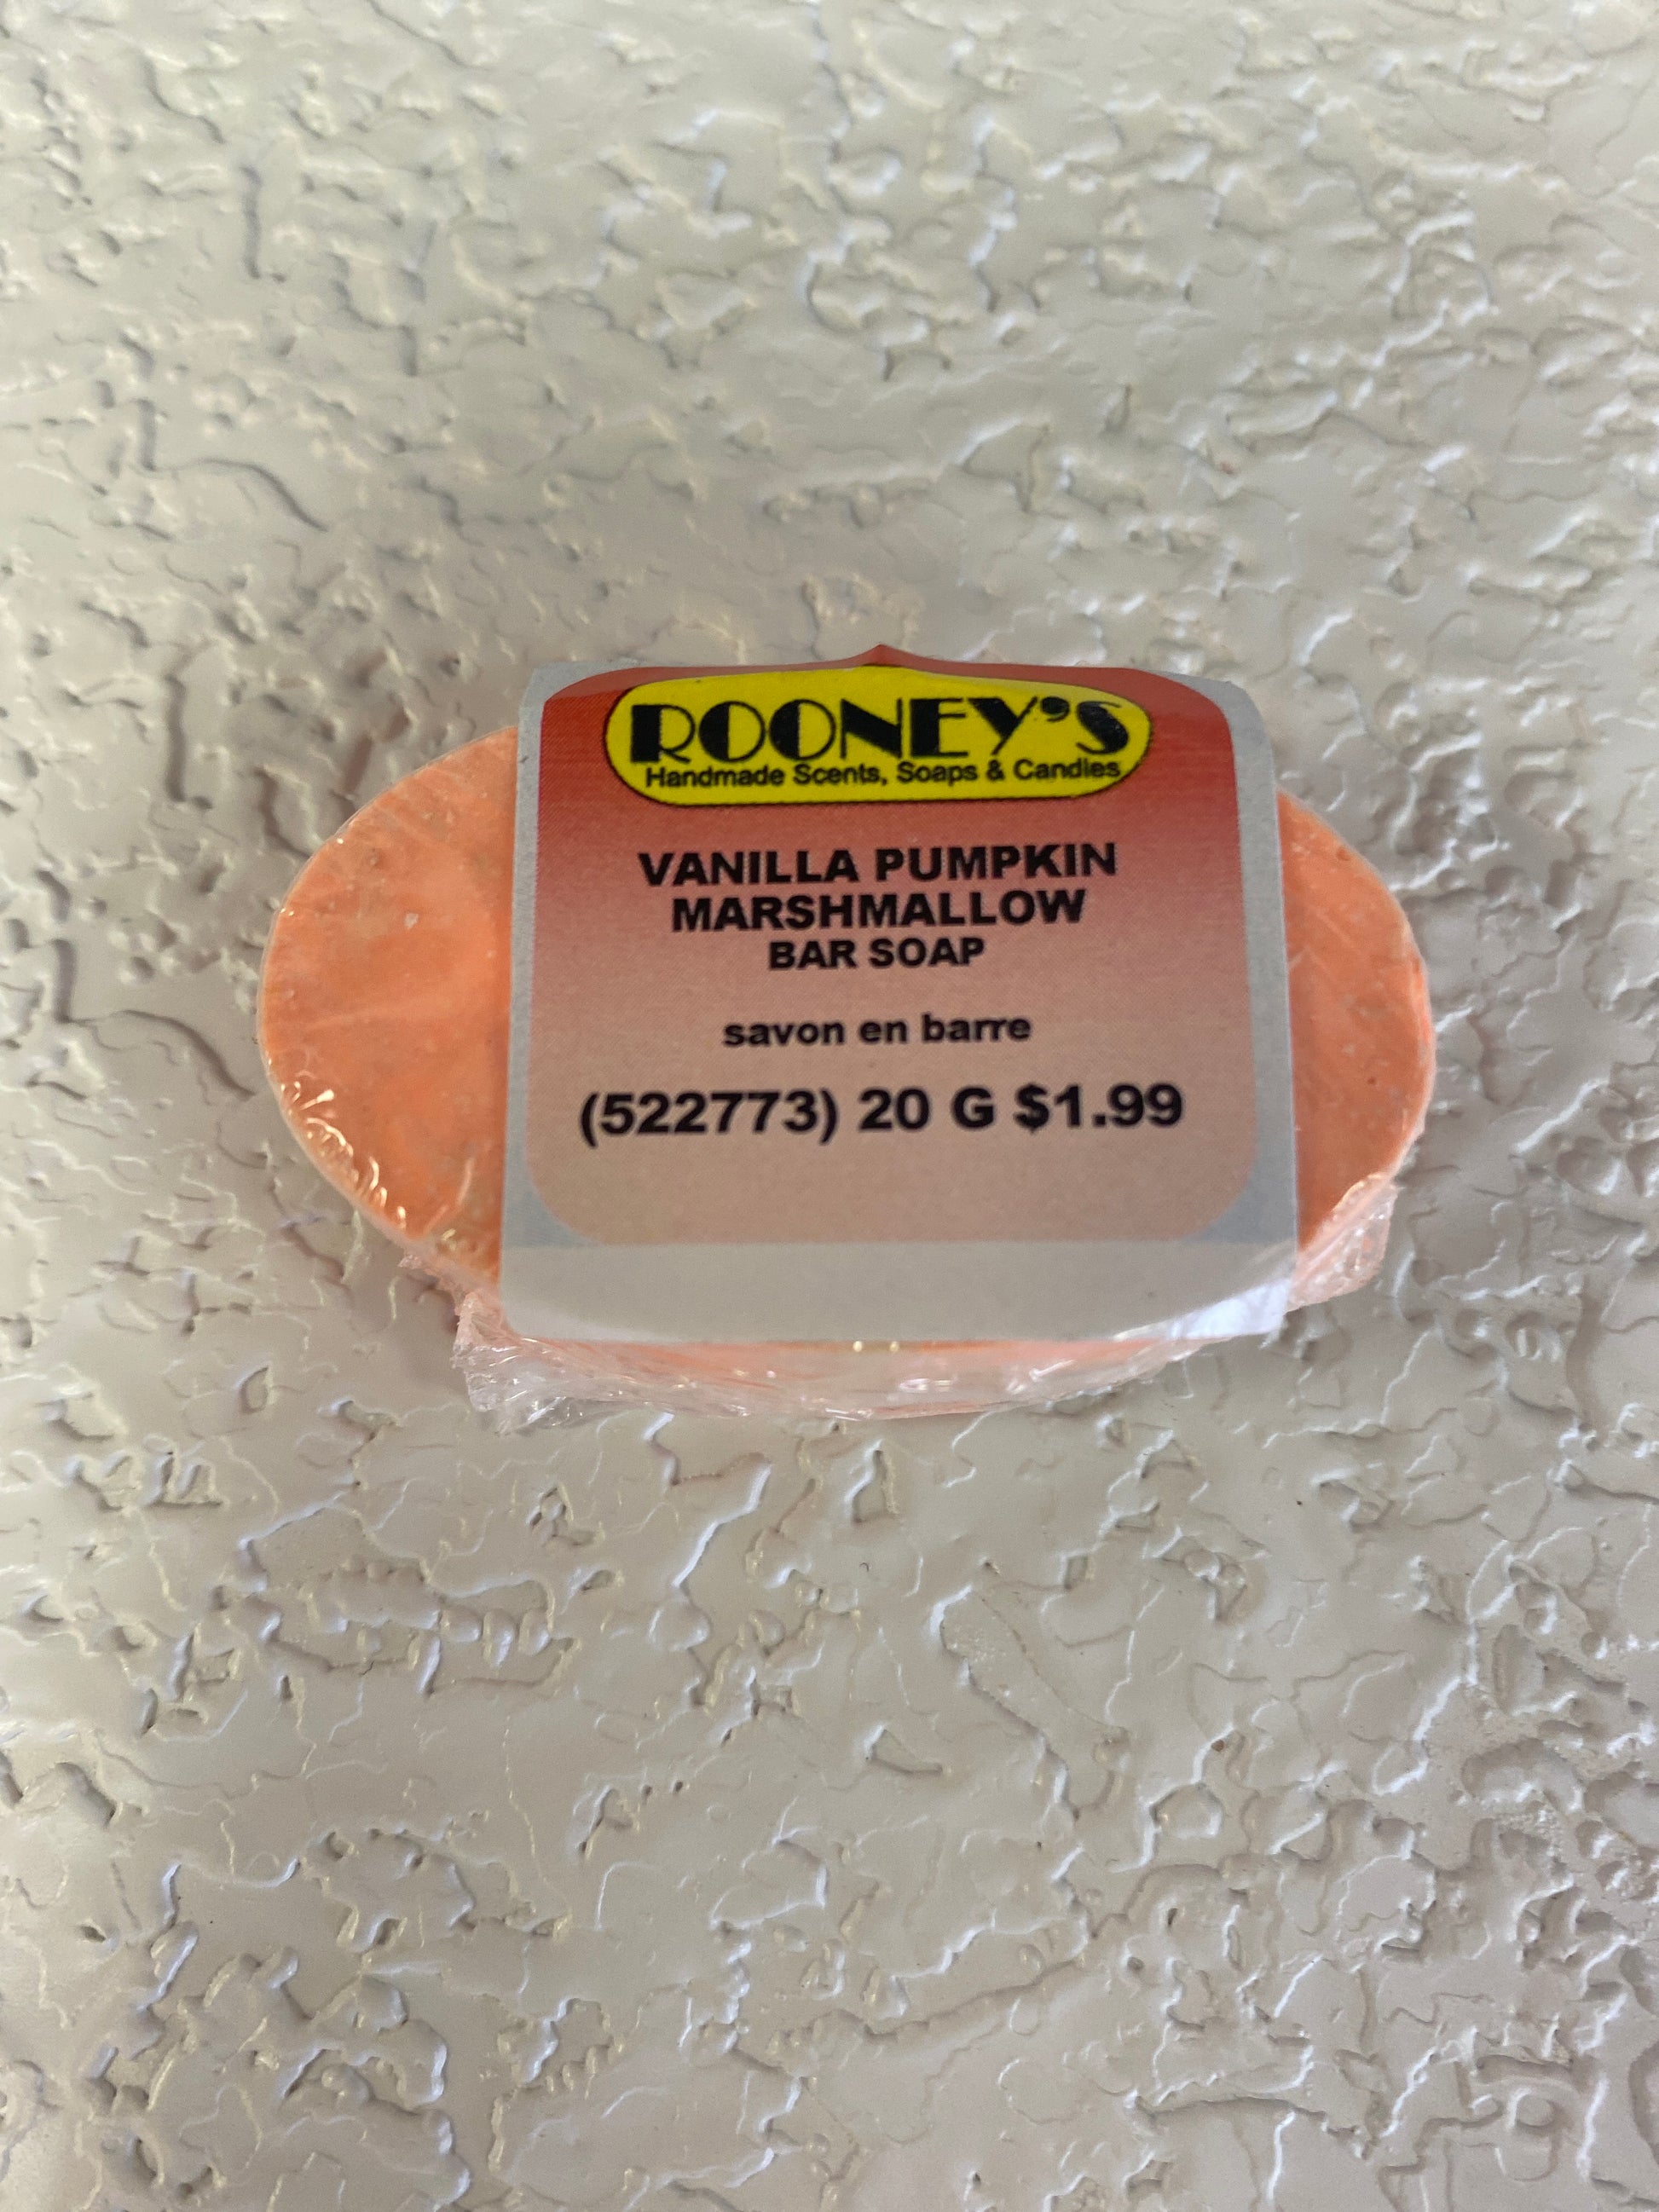 ROONEY'S
Handmade Scents, Soaps & Candles
VANILLA PUMPKIN
MARSHMALLOW
BAR SOAP
savon en barre
(522773) 20 G $1.99